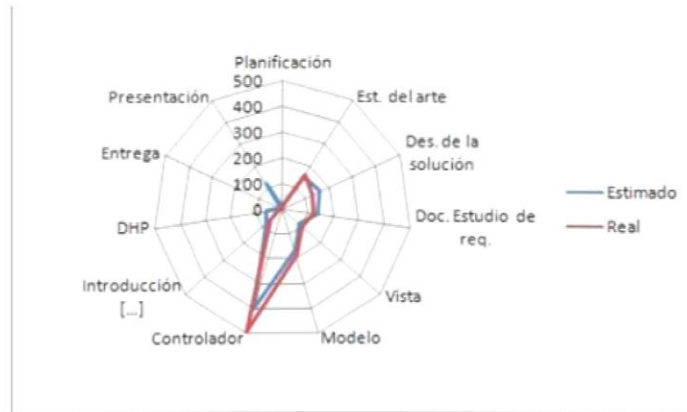 Planificación
500
400
300
200
100
0
Est. del arte
Des. de la
solución
Doc. Estudio de
req.
Vista
Modelo
Controlador
Introducción
[...]
DHP
Entrega
Presentación
Estimado
Real